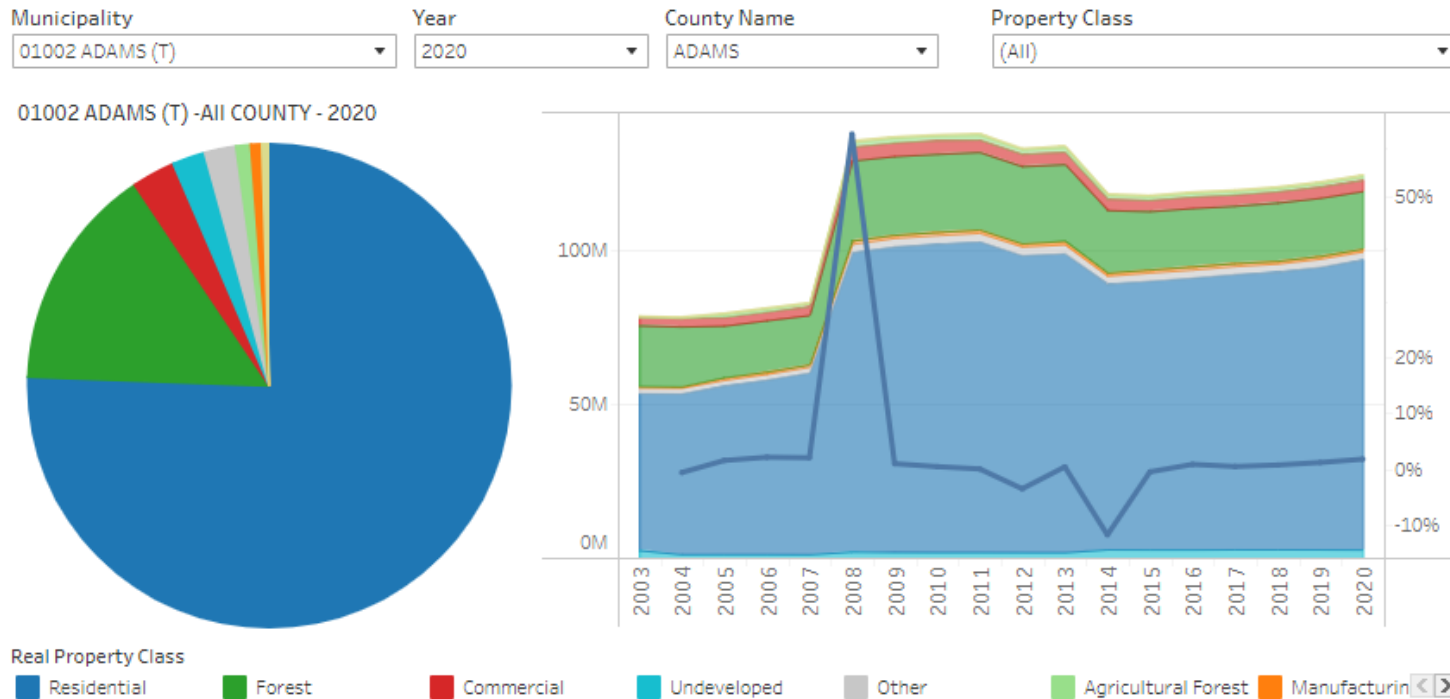 Municipality Year County Name Property Class
01002 ADAMS (T) 2020 ADAMS (All)
01002 ADAMS (T) -All COUNTY - 2020
50%
100M
20%
50M
10%
0%
0M
-10%
2003 2004 2005 2006 2007 2008 2009 2010 2011 2012 2013 2014 2015 2016 2017 2018 2019 2020
Real Property Class
Residential Forest Commercial Undeveloped Other Agricultural Forest Manufacturin